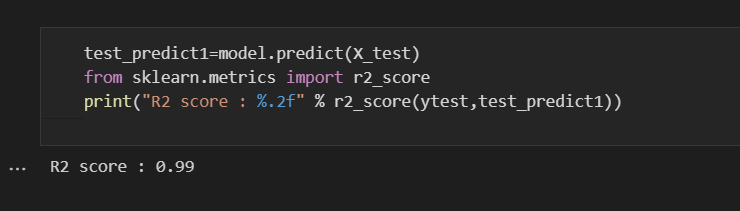 test_predict1=model.predict(X_test)
from sklearn.metrics import r2_score
print("R2 score : %.2f" % r2_score(ytest,test_predict1))
... R2 score : 0.99